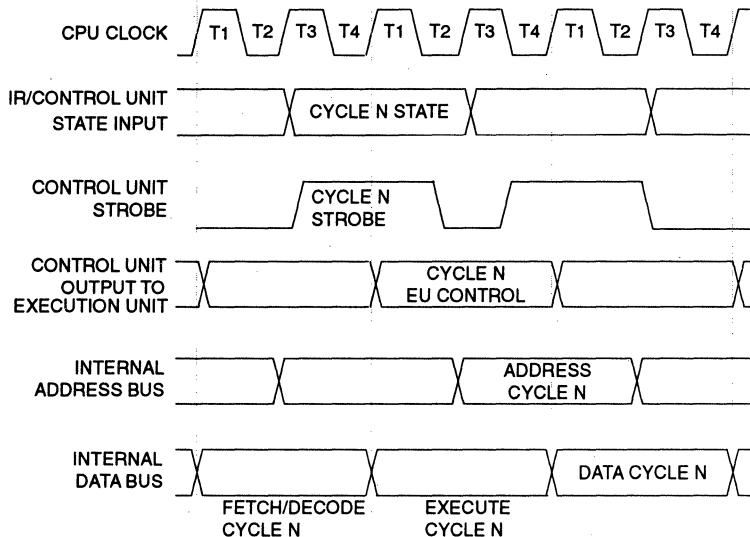 CPU CLOCK
T1 T2 T3 T4 T1 T2 T3 T4 T1 T2 T3 T4
IR/CONTROL UNIT
STATE INPUT
CYCLE N STATE
CONTROL UNIT
STROBE
CYCLE N
STROBE
CONTROL UNIT
OUTPUT TO
EXECUTION UNIT
CYCLE N
EU CONTROL
INTERNAL
ADDRESS BUS
ADDRESS
CYCLE N
INTERNAL
DATA BUS
DATA CYCLE N
FETCH/DECODE
CYCLE N
EXECUTE
CYCLE N